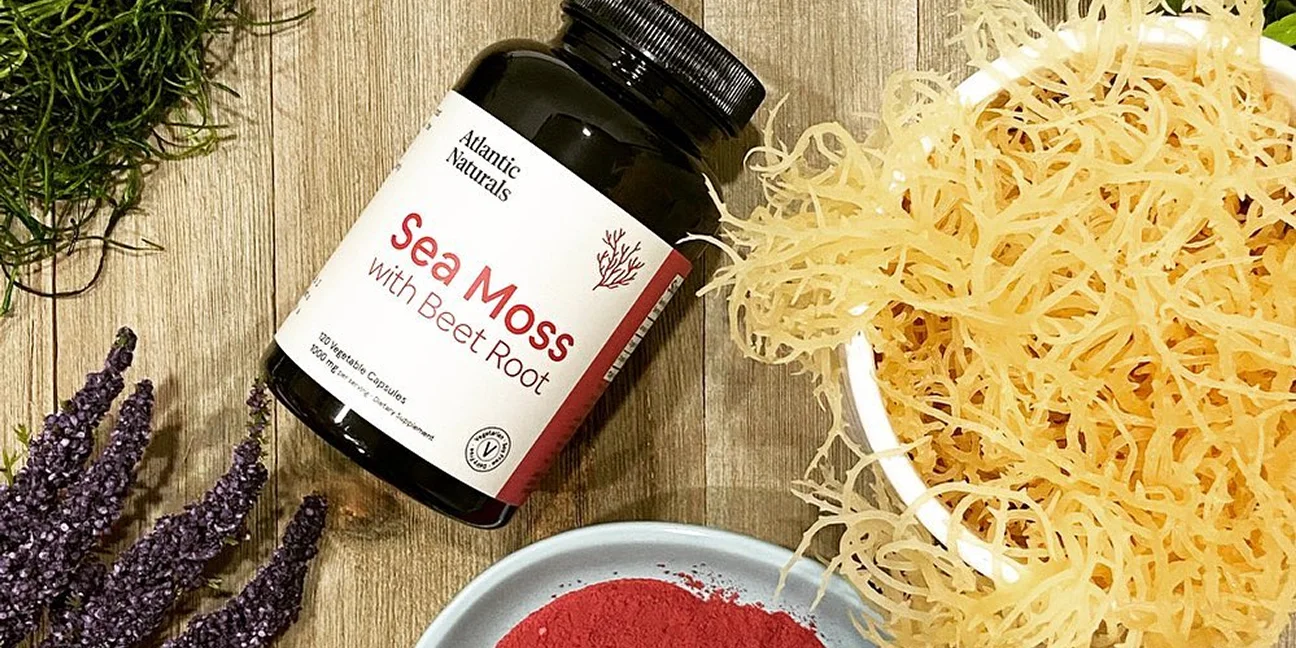 Atlantic
Naturals
Sea Moss
with Beet Root
120 Vegetable Capsules
1000 mg per serving · Dietary Supplement
V